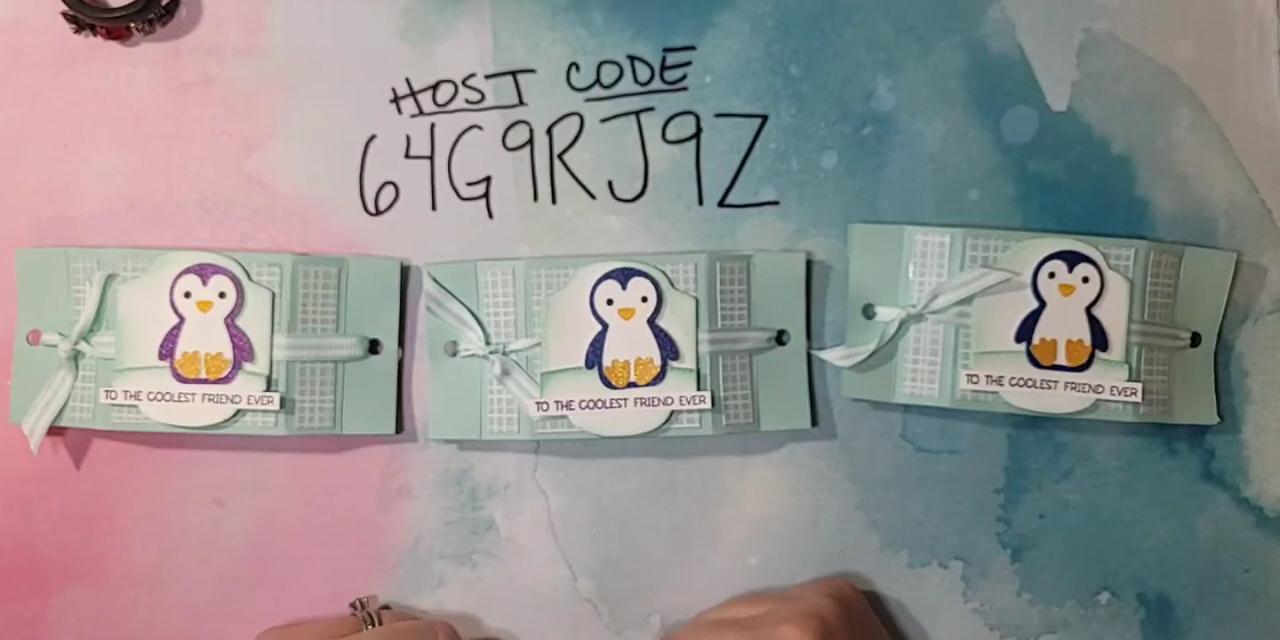 HOST CODE
64G9RJ9Z
TO THE COOLEST FRIEND EVER
TO THE COOLEST FRIEND EVER
TO THE COOLEST FRIEND EVER